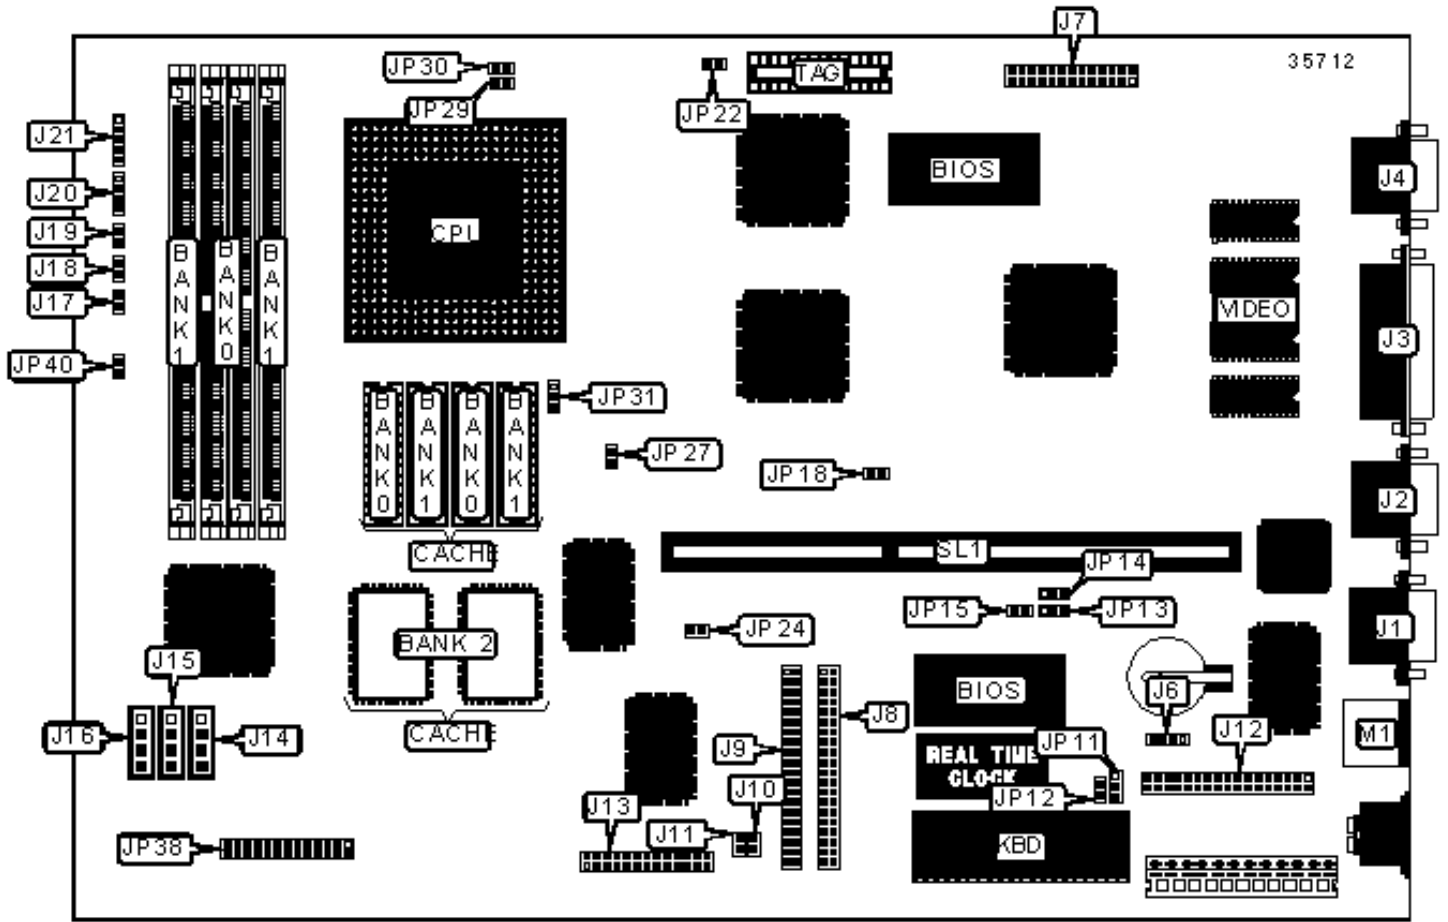 J7
35712
JP30
TAG
JP29
JP22
J21
BIOS
J4
J20
J19
CPU
J18
BANK1
BANK0
BANK1
J17
VIDEO
J3
JP40
JP31
BANK0
BANK1
BANK0
BANK1
JP27
JP18
J2
CACHE
SL1
JP14
JP15
JP13
J1
JP24
BANK 2
J15
BIOS
J6
J16
J14
CACHE
J8
J9
JP11
J12
M1
REAL TIME
CLOCK
J10
JP12
J13
J11
JP38
KBD